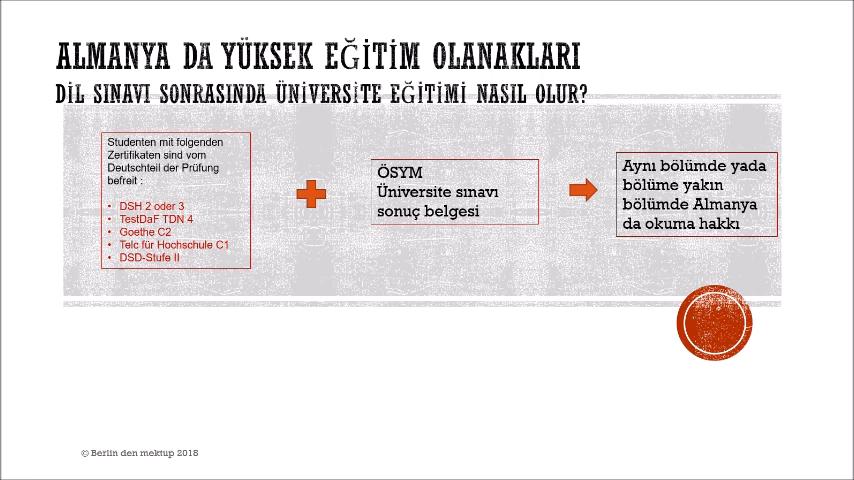 ALMANYA DA YÜKSEK EĞİTİM OLANAKLARI
DİL SINAVI SONRASINDA ÜNİVERSİTE EĞİTİMİ NASIL OLUR?
Studenten mit folgenden
Zertifikaten sind vom
Deutschteil der Prüfung
befreit :
• DSH 2 oder 3
• TestDaF TDN 4
• Goethe C2
• Telc für Hochschule C1
• DSD-Stufe II
ÖSYM
Üniversite sınavı
sonuç belgesi
Aynı bölümde yada
bölüme yakın
bölümde Almanya
da okuma hakkı
© Berlin den mektup 2015